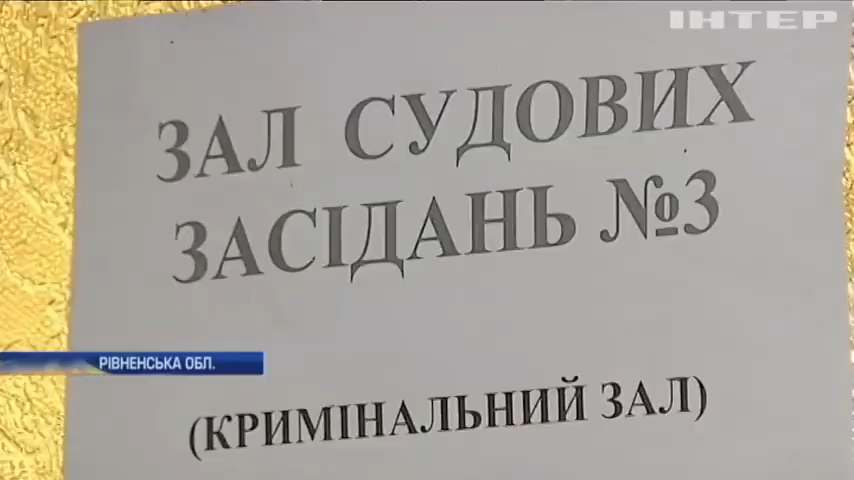 ІНТЕР
ЗАЛ СУДОВИХ
ЗАСІДАНЬ №3
РІВНЕНСЬКА ОБЛ.
(КРИМІНАЛЬНИЙ ЗАЛ)